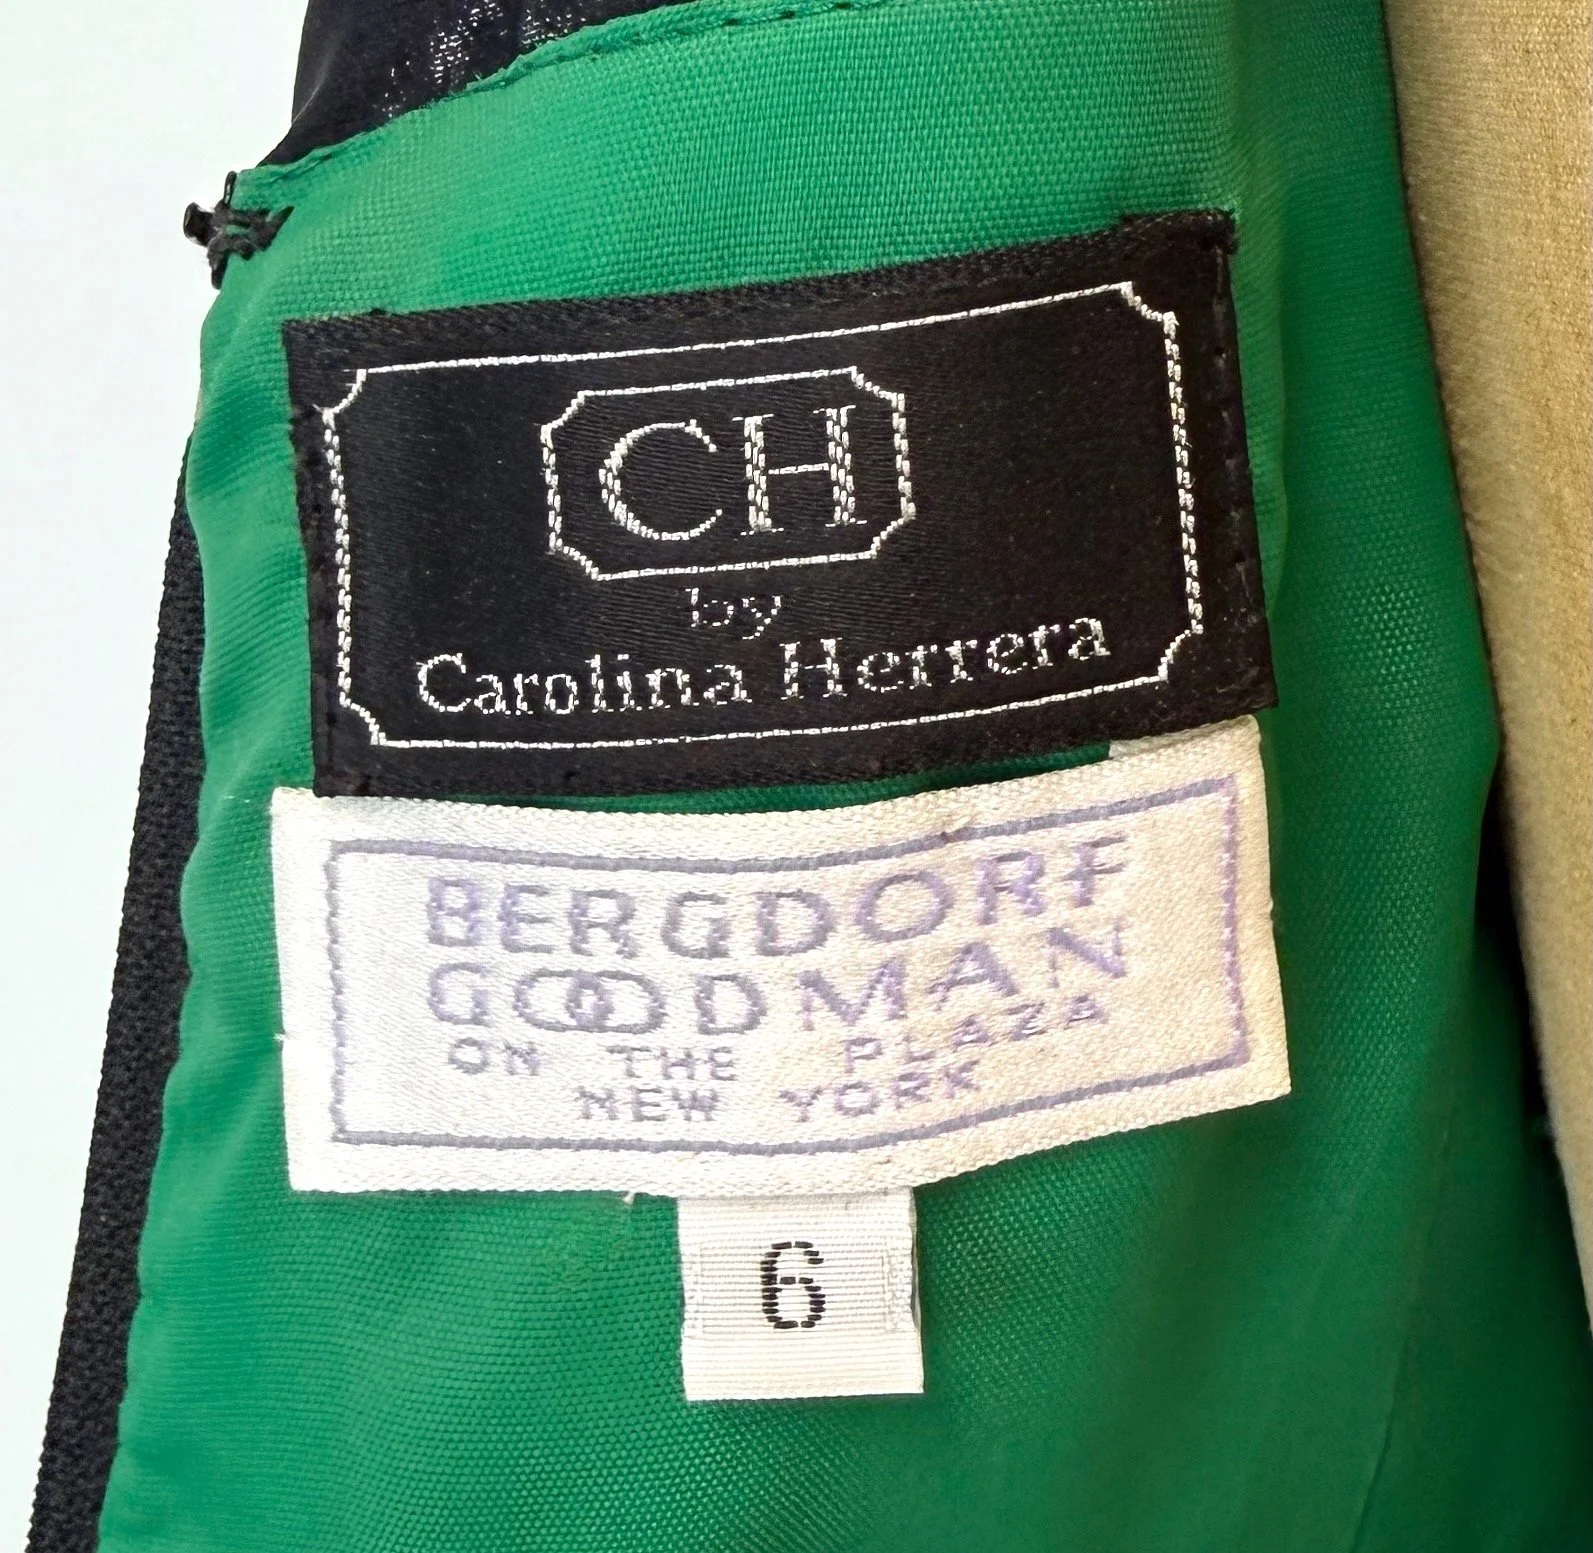 CH
by
Carolina Herrera
BERGDORF
GOODMAN
ON THE PLAZA
NEW YORK
6